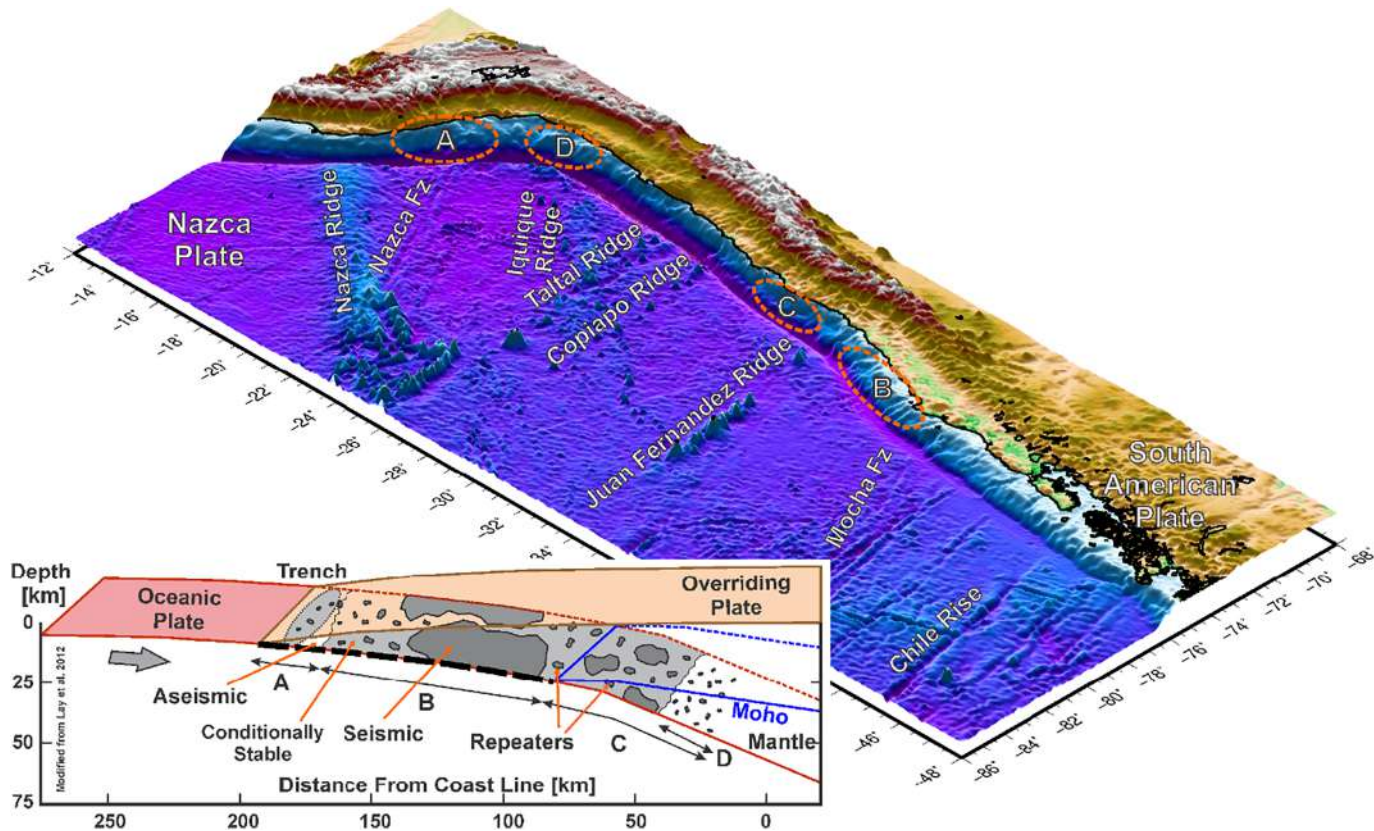 A
D
Nazca
Plate
Nazca Ridge
Nazca Fz
Iquique
Ridge
Taltal Ridge
Copiapo Ridge
C
B
Juan Fernandez Ridge
Mocha Fz
South
American
Plate
Chile Rise
-12°
-14°
-16°
-18°
-20°
-22°
-24°
-26°
-28°
-30°
-32°
-34°
-46°
-48°
-86°
-84°
-82°
-80°
-78°
-76°
-74°
-72°
-70°
-68°
Depth
[km]
Trench
Oceanic
Plate
Overriding
Plate
0
25
50
75
Aseismic
A
Conditionally
Stable
B
Seismic
Repeaters
C
D
Moho
Mantle
Modified from Lay et al. 2012
Distance From Coast Line [km]
250
200
150
100
50
0